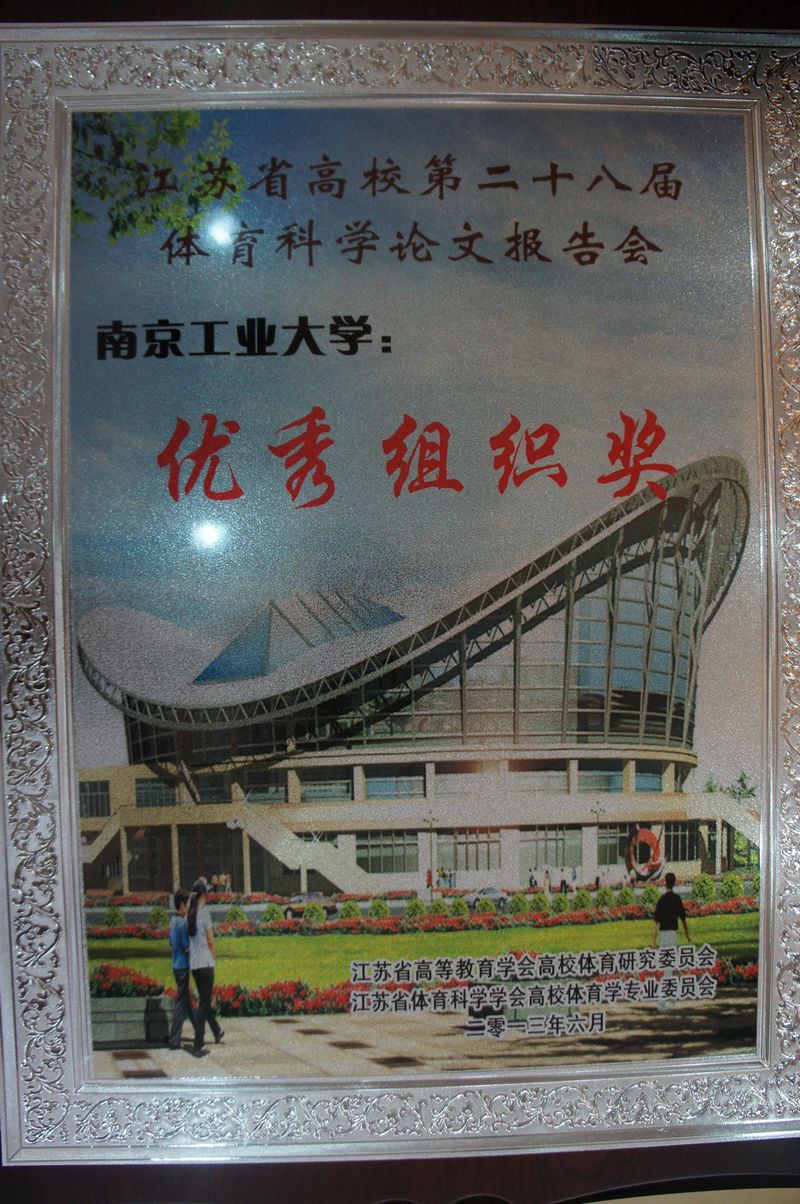 江苏省高校第二十八届
体育科学论文报告会
南京工业大学：
优秀组织奖
江苏省高等教育学会高校体育研究委员会
江苏省体育科学学会高校体育学专业委员会
二零一三年六月